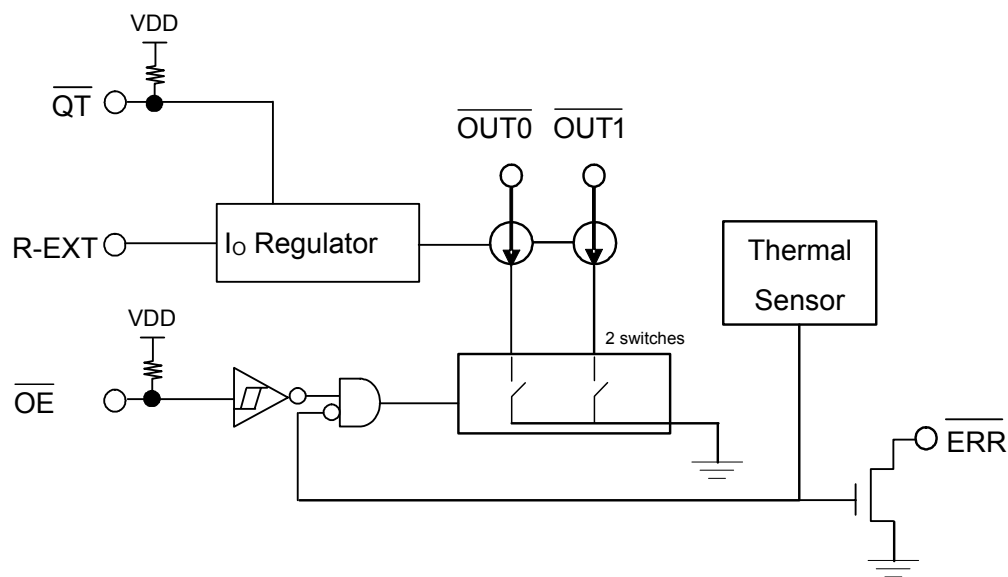 VDD
QT
OUT0 OUT1
R-EXT
IO Regulator
Thermal
Sensor
VDD
2 switches
OE
ERR